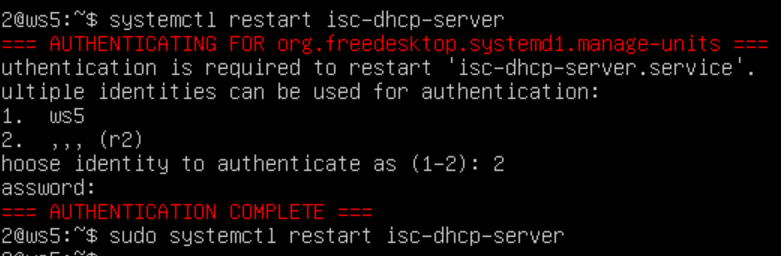 2@ws5:~$ systemctl restart isc-dhcp-server
=== AUTHENTICATING FOR org.freedesktop.systemd1.manage-units ===
uthentication is required to restart 'isc-dhcp-server.service'.
ultiple identities can be used for authentication:
1.  ws5
2.  ,,, (r2)
hoose identity to authenticate as (1-2): 2
assword:
=== AUTHENTICATION COMPLETE ===
2@ws5:~$ sudo systemctl restart isc-dhcp-server
2@ws5:~$